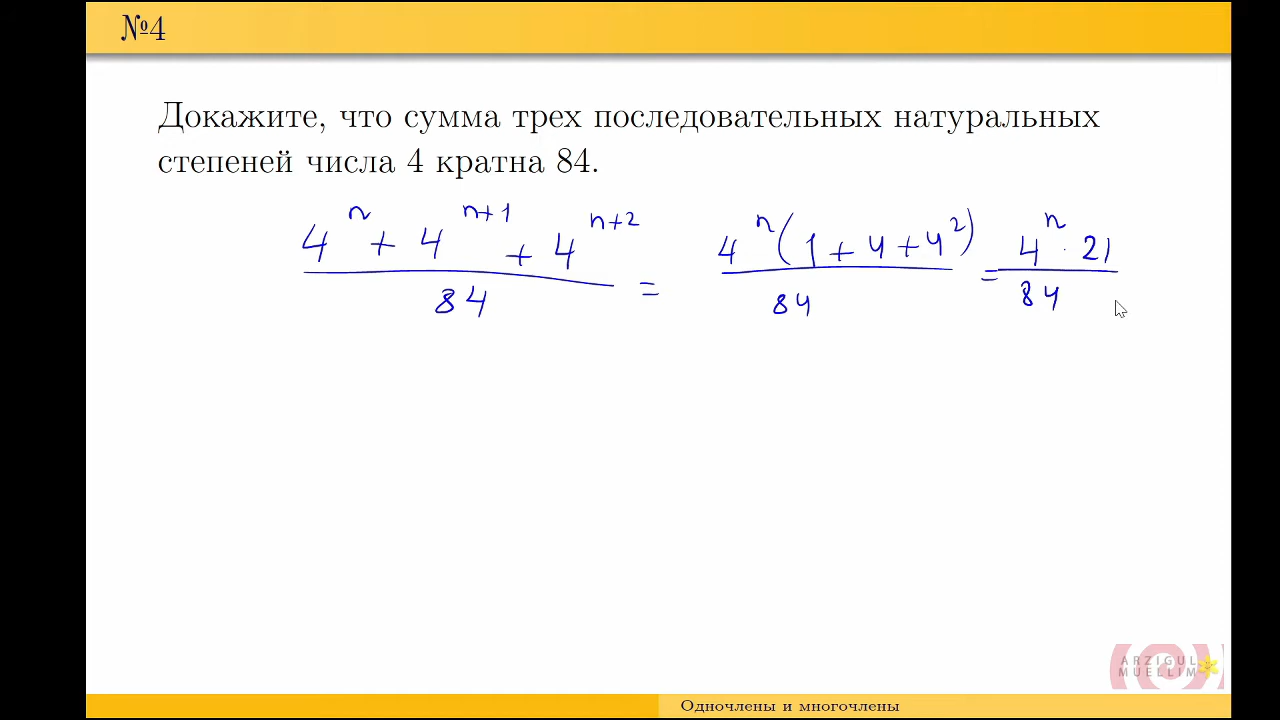 №4
Докажите, что сумма трех последовательных натуральных
степеней числа 4 кратна 84.
(4^n + 4^(n+1) + 4^(n+2))/84 = 4^n(1+4+4^2)/84 = 4^n · 21/84
ARZIGUL
MUELLIM
Одночлены и многочлены